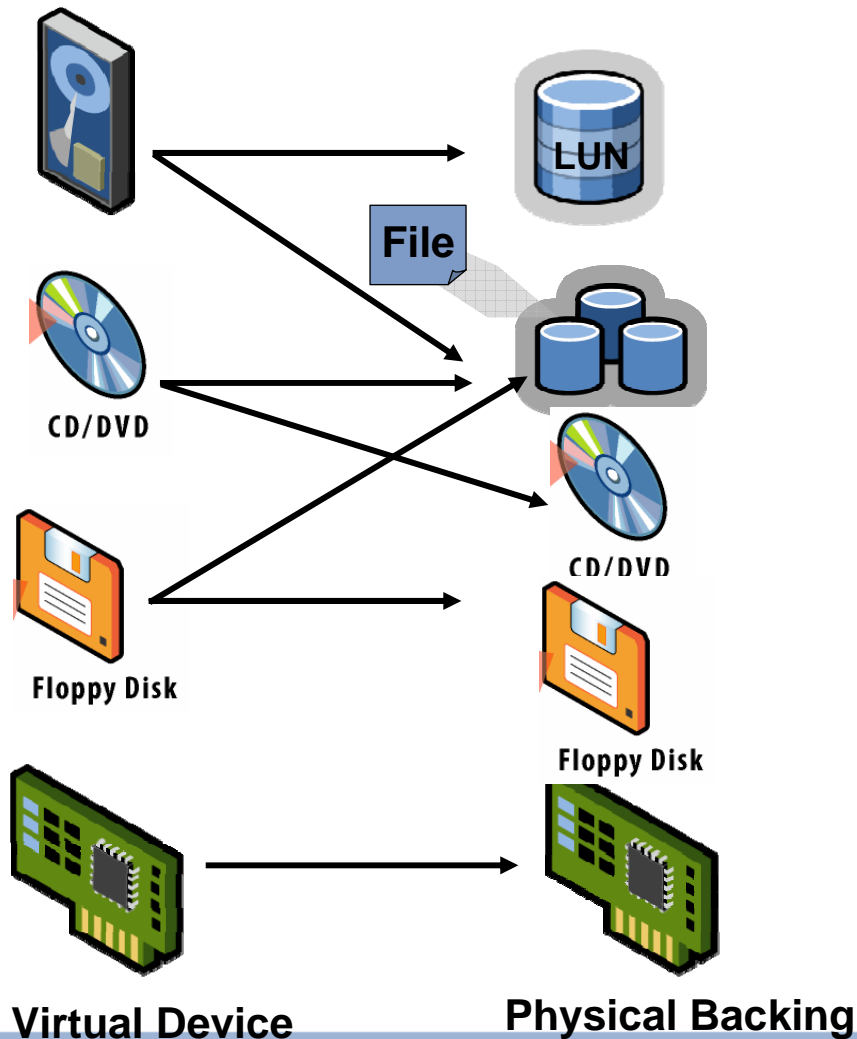 LUN
File
CD/DVD
CD/DVD
Floppy Disk
Floppy Disk
Virtual Device
Physical Backing